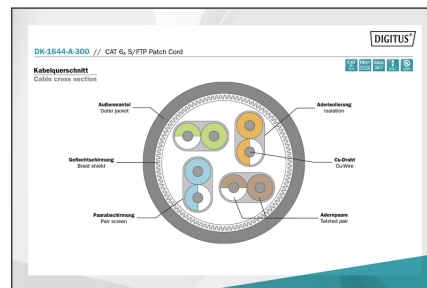 DIGITUS®
DK-1644-A-300 // CAT 6A S/FTP Patch Cord
Kabelquerschnitt
Cable cross section
Außenmantel
Outer jacket
Aderisolierung
Isolation
Geflechtschirmung
Braid shield
Cu-Draht
Cu-Wire
Paarabschirmung
Pair screen
Adernpaare
Twisted pair